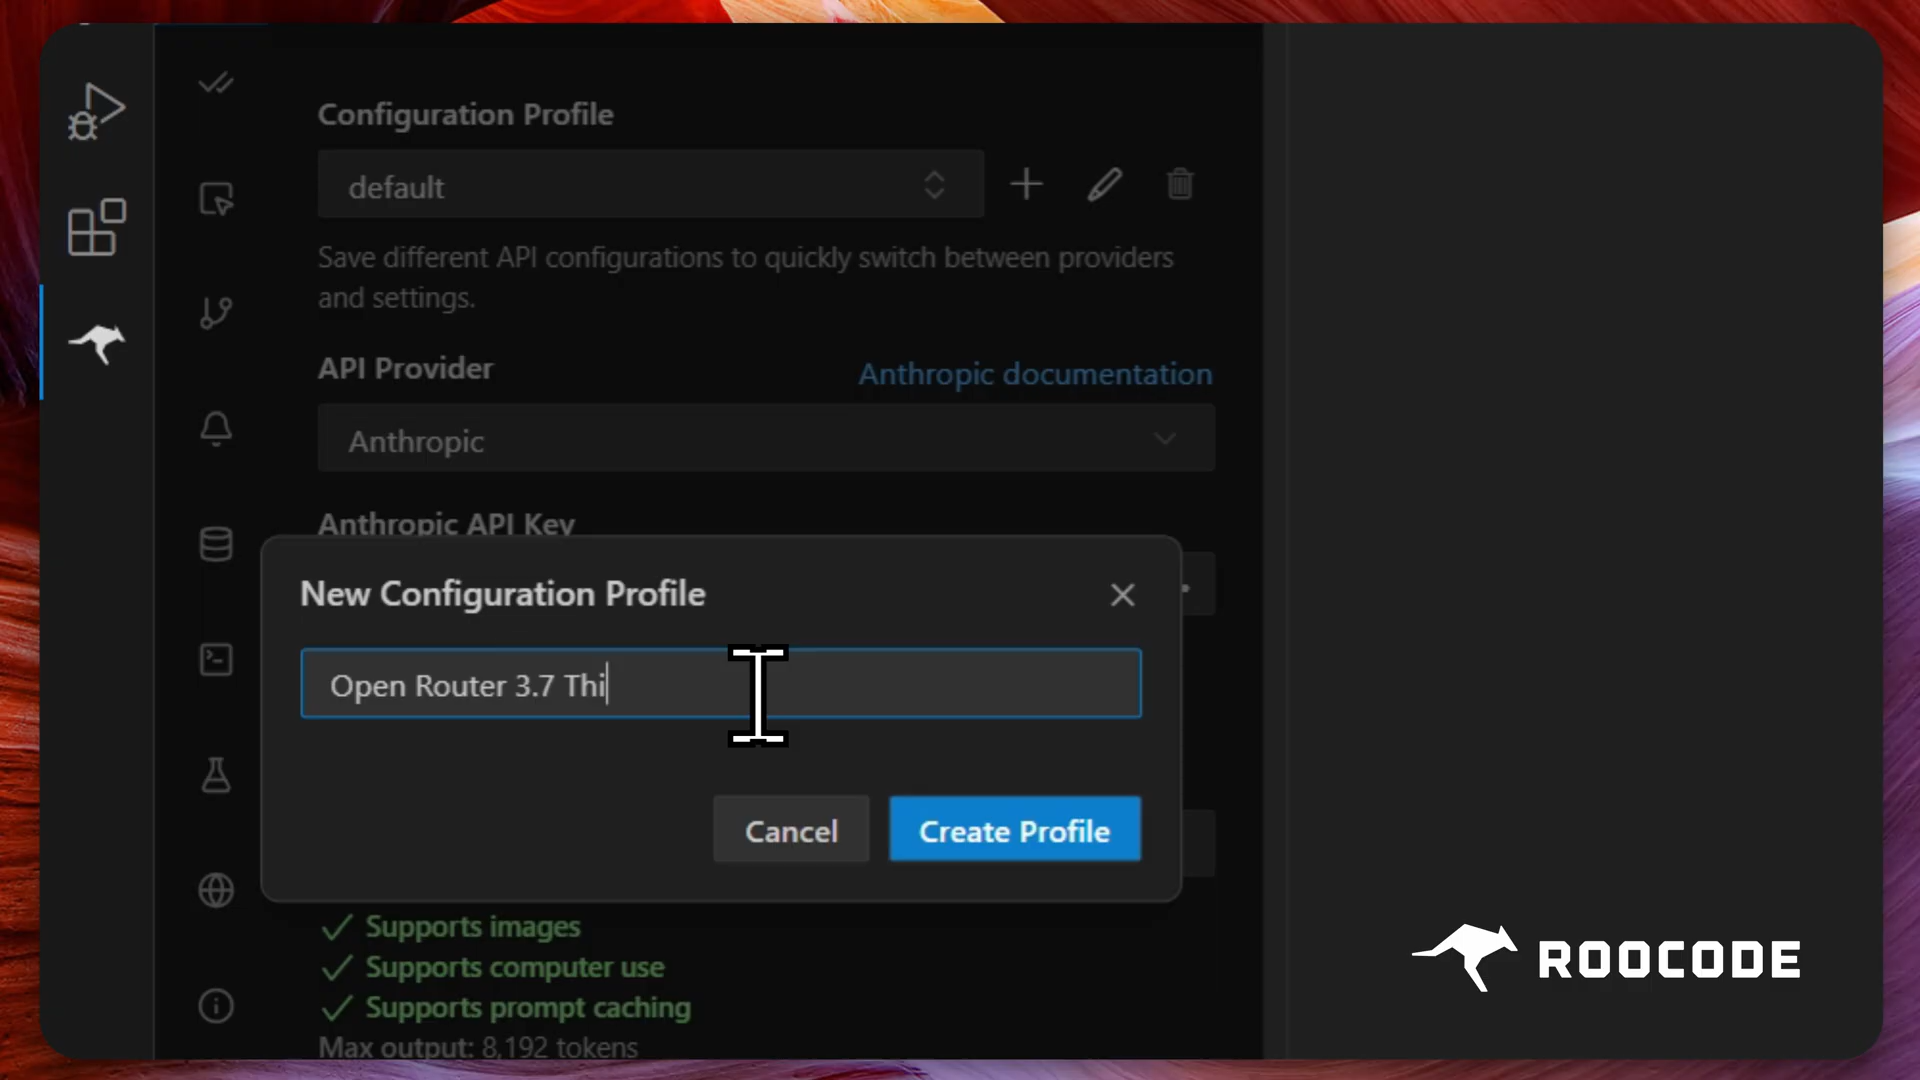 Configuration Profile
default
Save different API configurations to quickly switch between providers
and settings.
API Provider
Anthropic documentation
Anthropic
Anthropic API Key
New Configuration Profile
Open Router 3.7 Thi
Cancel
Create Profile
Supports images
Supports computer use
Supports prompt caching
Max output: 8,192 tokens
ROOCODE